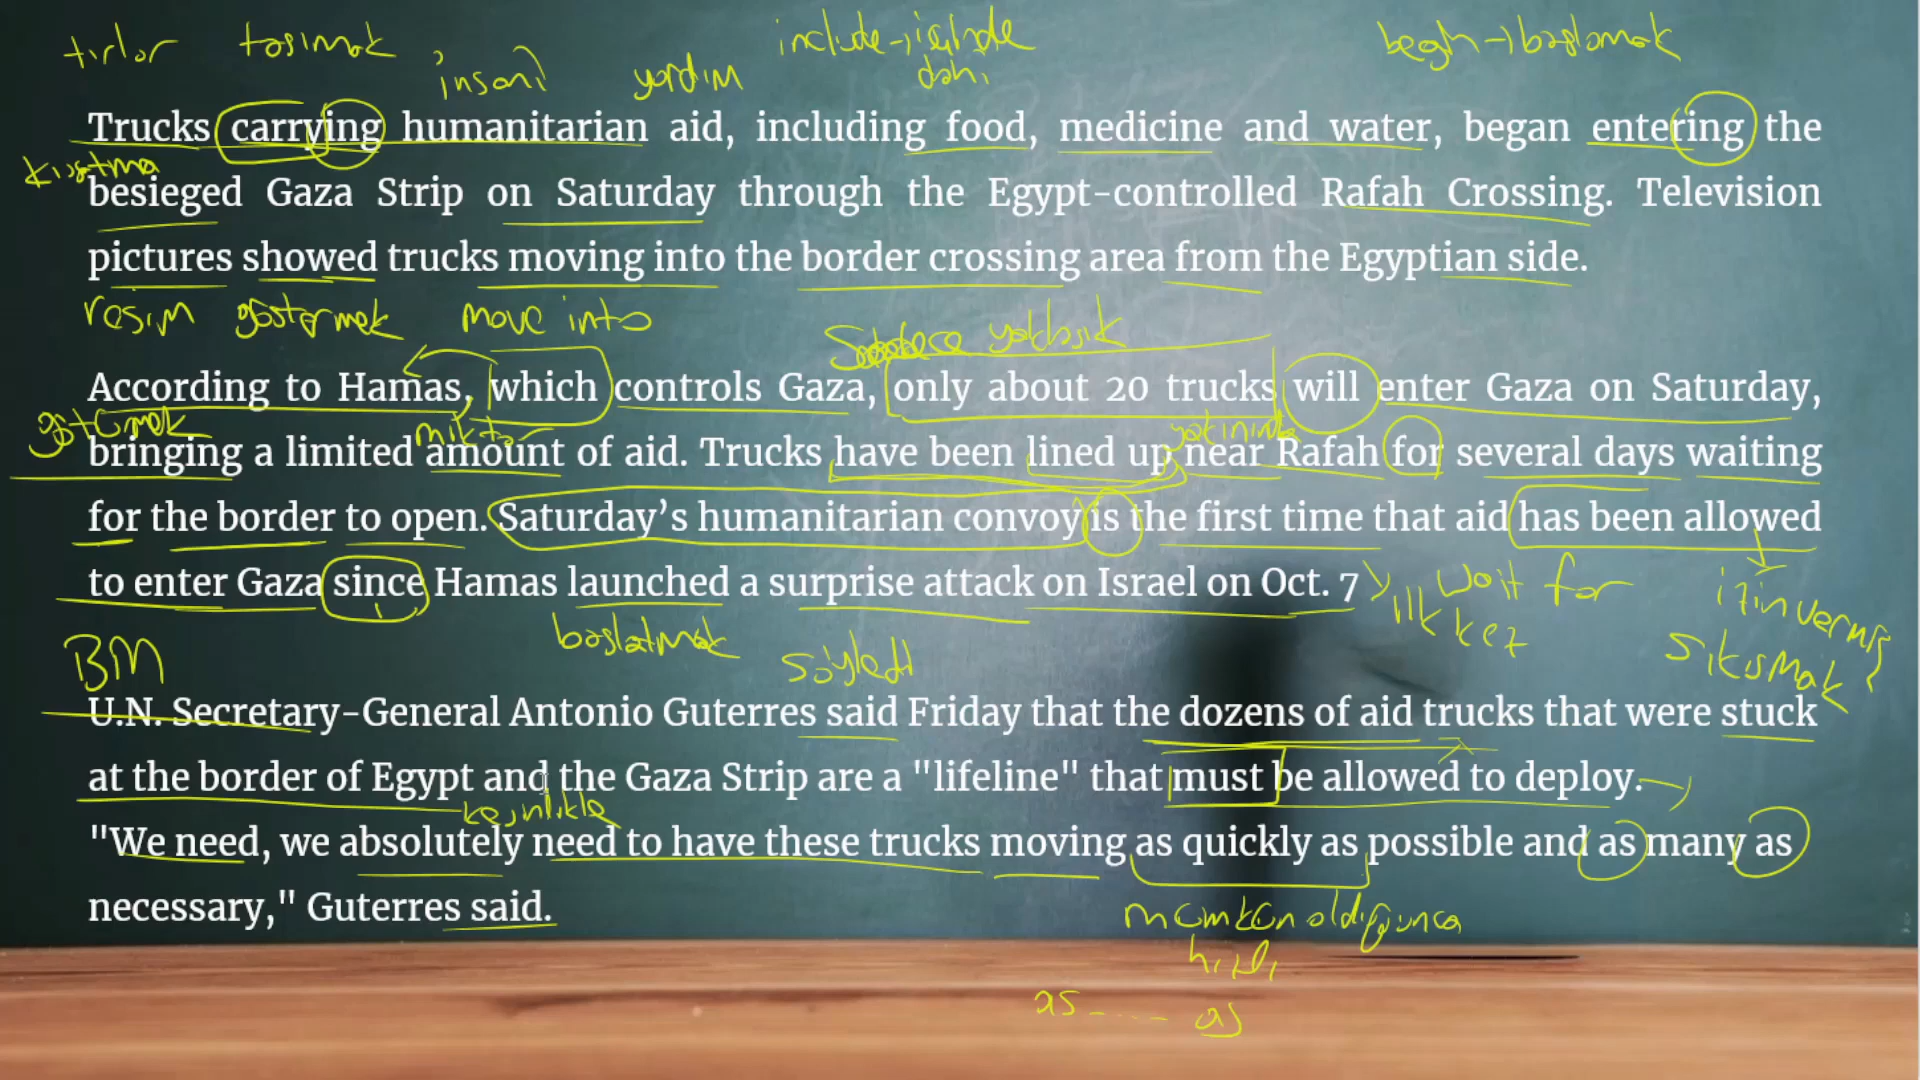 tırlar taşımak insani yardım include → içinde dahi begin → başlamak
Trucks carrying humanitarian aid, including food, medicine and water, began entering the
besieged Gaza Strip on Saturday through the Egypt-controlled Rafah Crossing. Television
pictures showed trucks moving into the border crossing area from the Egyptian side.
resim göstermek move into
yaklaşık
According to Hamas, which controls Gaza, only about 20 trucks will enter Gaza on Saturday,
miktar yakınında
bringing a limited amount of aid. Trucks have been lined up near Rafah for several days waiting
for the border to open. Saturday's humanitarian convoy is the first time that aid has been allowed
to enter Gaza since Hamas launched a surprise attack on Israel on Oct. 7
wait for
ilk kez
izin vermiş
başlatmak
söyledi
sıkışmak
BM
U.N. Secretary-General Antonio Guterres said Friday that the dozens of aid trucks that were stuck
at the border of Egypt and the Gaza Strip are a "lifeline" that must be allowed to deploy.
kesinlikle
"We need, we absolutely need to have these trucks moving as quickly as possible and as many as
necessary," Guterres said.
mümkün olduğunca
hızlı
as ---- as